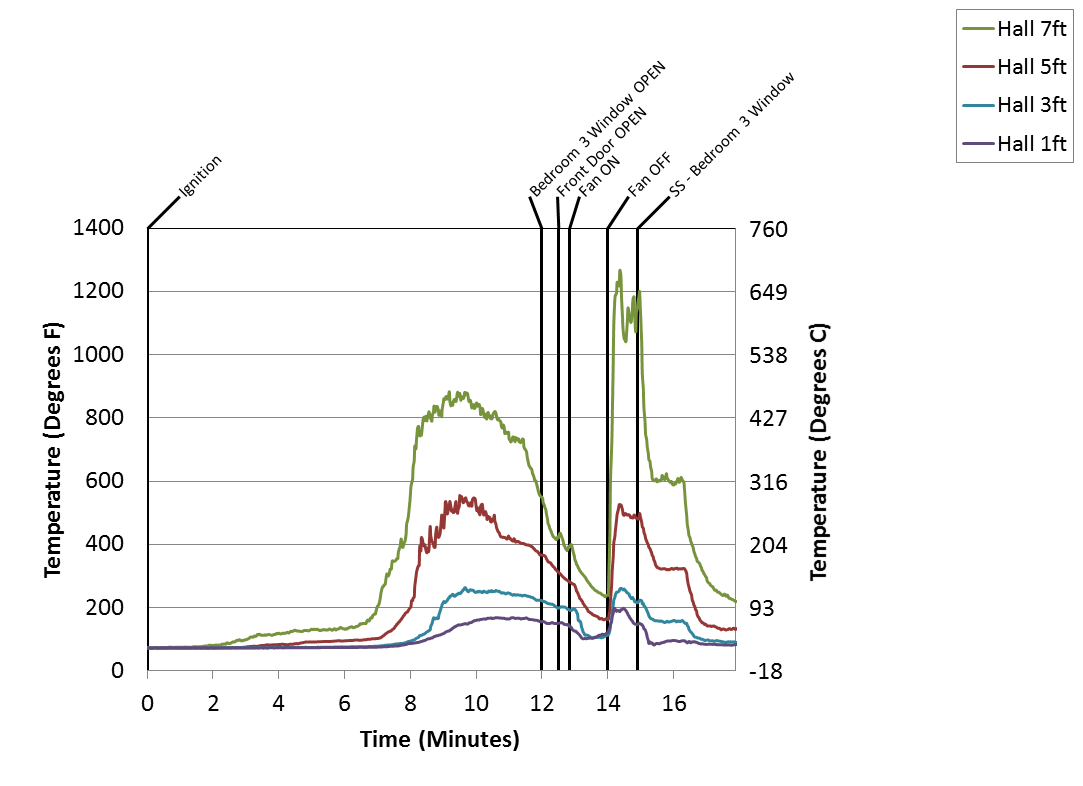 Hall 7ft
Hall 5ft
Hall 3ft
Hall 1ft
Ignition
Bedroom 3 Window OPEN
Front Door OPEN
Fan ON
Fan OFF
SS - Bedroom 3 Window
1400
1200
1000
800
600
400
200
0
Temperature (Degrees F)
760
649
538
427
316
204
93
-18
Temperature (Degrees C)
0 2 4 6 8 10 12 14 16
Time (Minutes)